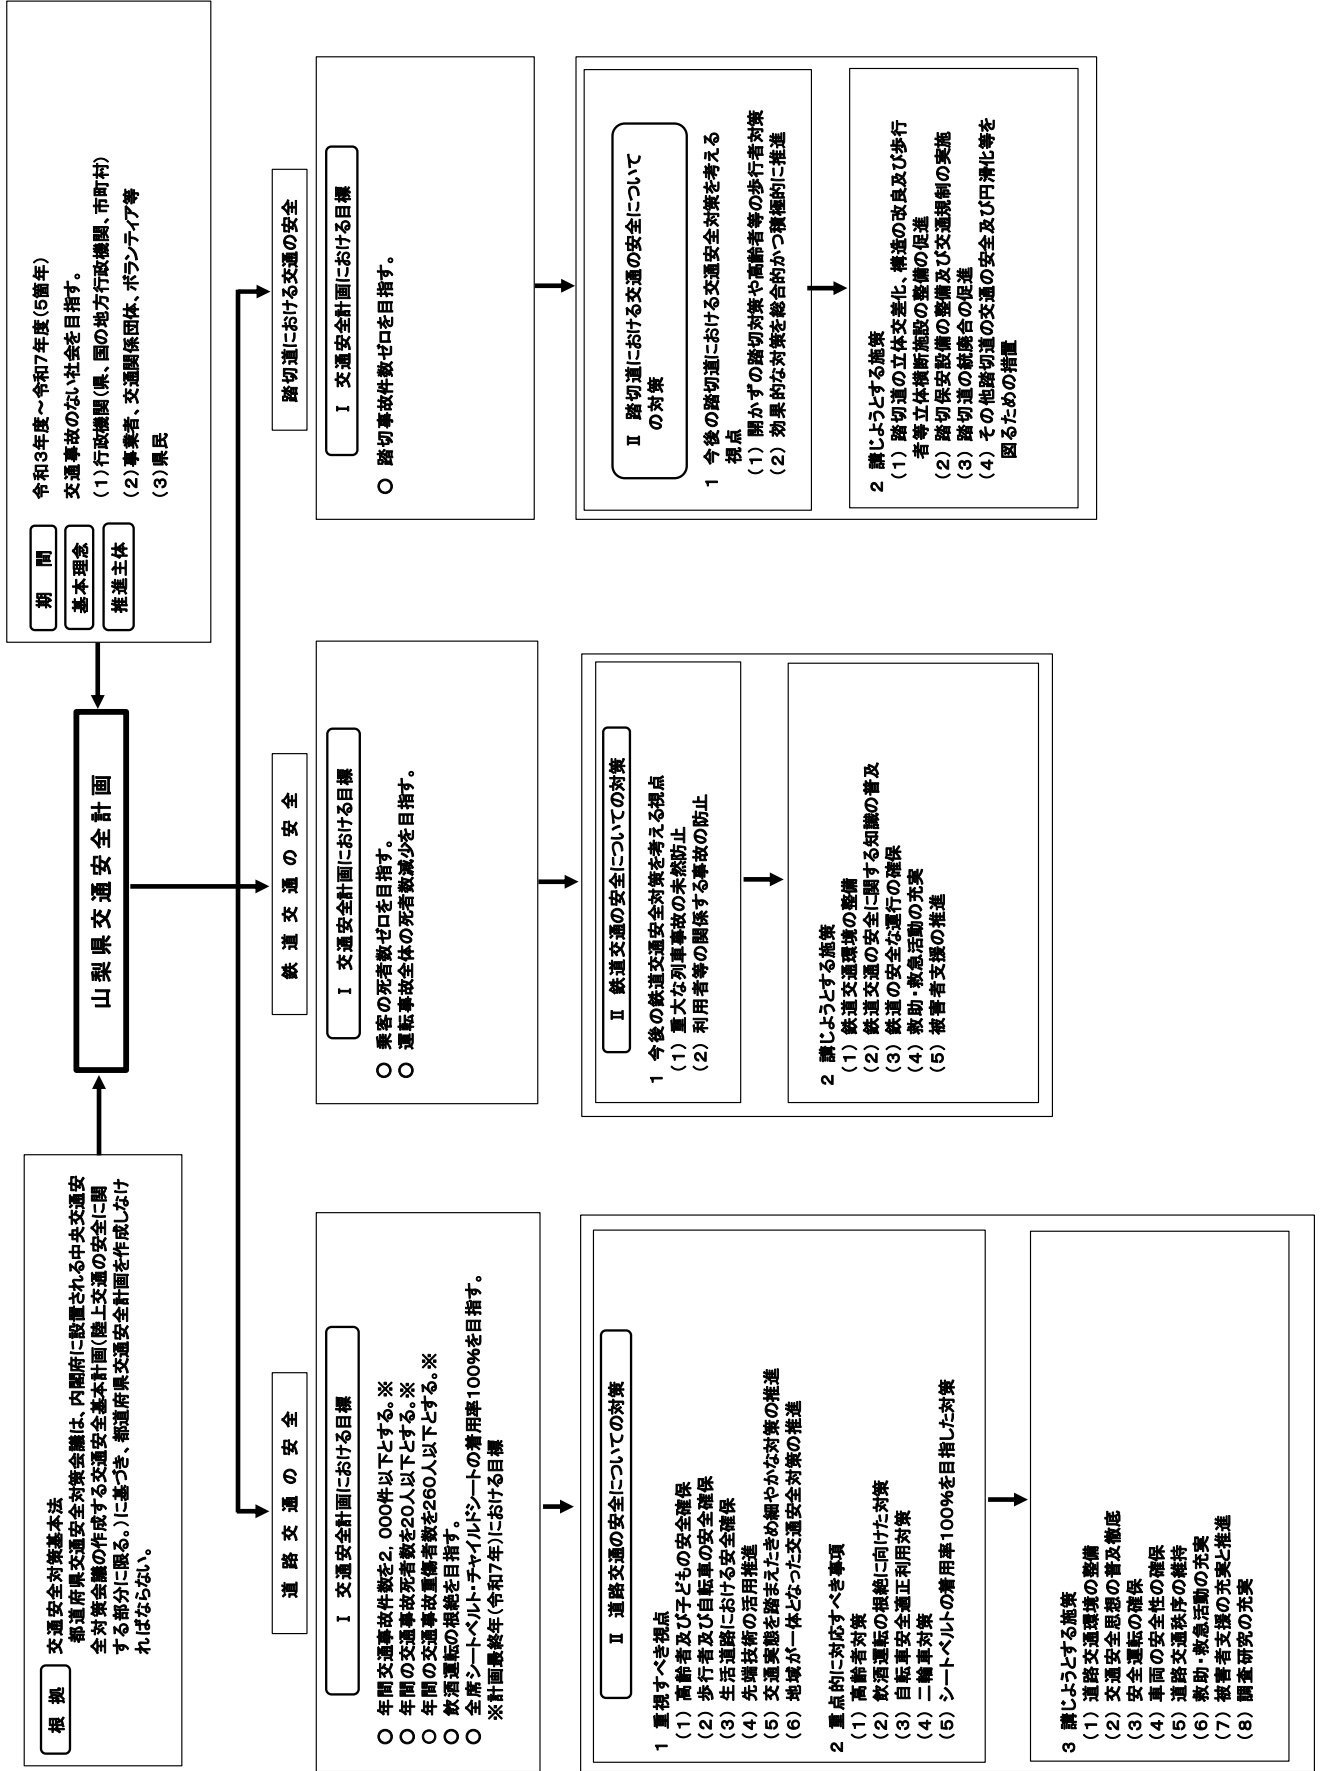 根　拠
交通安全対策基本法
都道府県交通安全対策会議は、内閣府に設置される中央交通安
全対策会議の作成する交通安全基本計画（陸上交通の安全に関
する部分に限る。）に基づき、都道府県交通安全計画を作成しなけ
ればならない。
山梨県交通安全計画
期　間
令和3年度～令和7年度（5箇年）
基本理念
交通事故のない社会を目指す。
推進主体
（1）行政機関（県、国の地方行政機関、市町村）
（2）事業者、交通関係団体、ボランティア等
（3）県民
道路交通の安全
Ⅰ　交通安全計画における目標
○ 年間交通事故件数を2，000件以下とする。※
○ 年間の交通事故死者数を20人以下とする。※
○ 年間の交通事故重傷者数を260人以下とする。※
○ 飲酒運転の根絶を目指す。
○ 全席シートベルト・チャイルドシートの着用率100％を目指す。
※計画最終年（令和7年）における目標
Ⅱ　道路交通の安全についての対策
1 重視すべき視点
（1）高齢者及び子どもの安全確保
（2）歩行者及び自転車の安全確保
（3）生活道路における安全確保
（4）先端技術の活用推進
（5）交通実態を踏まえたきめ細やかな対策の推進
（6）地域が一体となった交通安全対策の推進
2 重点的に対応すべき事項
（1）高齢者対策
（2）飲酒運転の根絶に向けた対策
（3）自転車安全適正利用対策
（4）二輪車対策
（5）シートベルトの着用率100％を目指した対策
3 講じようとする施策
（1）道路交通環境の整備
（2）交通安全思想の普及徹底
（3）安全運転の確保
（4）車両の安全性の確保
（5）道路交通秩序の維持
（6）救助・救急活動の充実
（7）被害者支援の充実と推進
（8）調査研究の充実
鉄道交通の安全
Ⅰ　交通安全計画における目標
○ 乗客の死者数ゼロを目指す。
○ 運転事故全体の死者数減少を目指す。
Ⅱ 鉄道交通の安全についての対策
1 今後の鉄道交通安全対策を考える視点
（1）重大な列車事故の未然防止
（2）利用者等の関係する事故の防止
2 講じようとする施策
（1）鉄道交通環境の整備
（2）鉄道交通の安全に関する知識の普及
（3）鉄道の安全な運行の確保
（4）救助・救急活動の充実
（5）被害者支援の推進
踏切道における交通の安全
Ⅰ　交通安全計画における目標
○ 踏切事故件数ゼロを目指す。
Ⅱ 踏切道における交通の安全について
の対策
1 今後の踏切道における交通安全対策を考える
視点
（1）開かずの踏切対策や高齢者等の歩行者対策
（2）効果的な対策を総合的かつ積極的に推進
2 講じようとする施策
（1）踏切道の立体交差化、構造の改良及び歩行
者等立体横断施設の整備の促進
（2）踏切保安設備の整備及び交通規制の実施
（3）踏切道の統廃合の促進
（4）その他踏切道の交通の安全及び円滑化等を
図るための措置